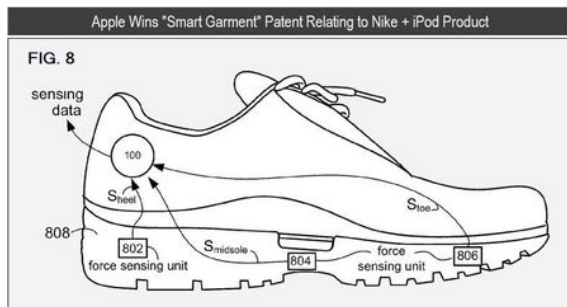 Apple Wins "Smart Garment" Patent Relating to Nike + iPod Product
FIG. 8
sensing
data
100
Sheel
Stoe
808
802
Smidsole
804
force
sensing unit
806
force sensing unit